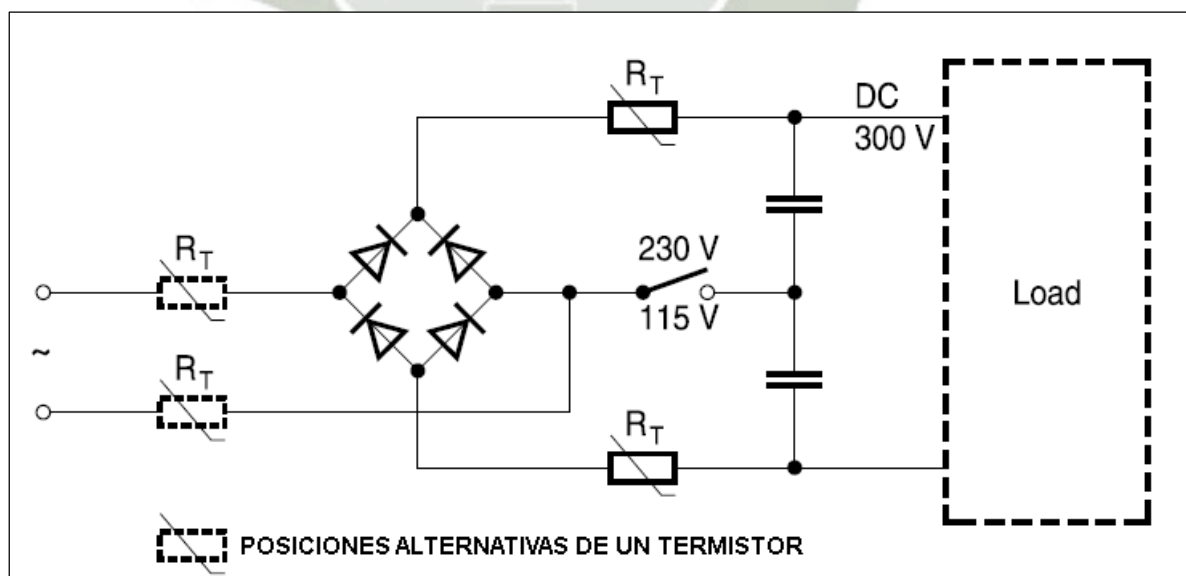 R_T
DC
300 V
R_T
230 V
115 V
Load
~
R_T
R_T
POSICIONES ALTERNATIVAS DE UN TERMISTOR